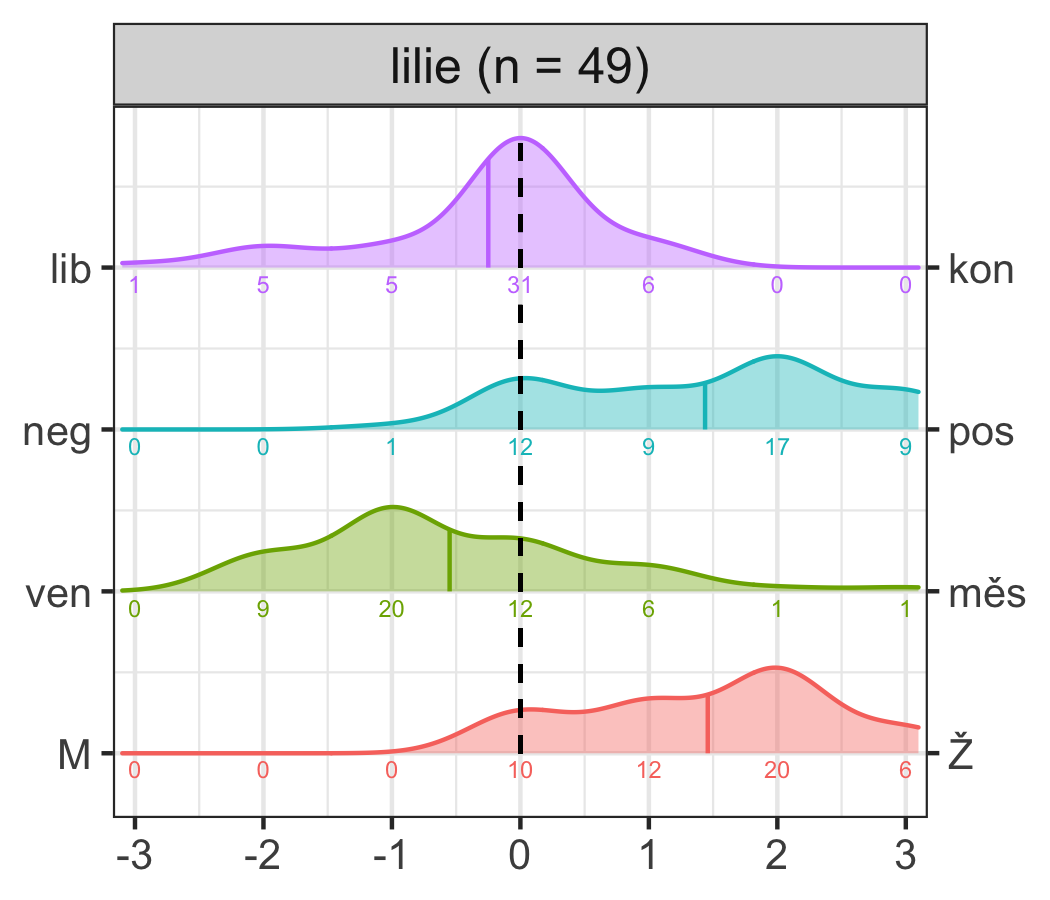 lilie (n = 49)
lib kon
1 5 5 31 6 0 0
neg pos
0 0 1 12 9 17 9
ven měs
0 9 20 12 6 1 1
M Ž
0 0 0 10 12 20 6
-3 -2 -1 0 1 2 3